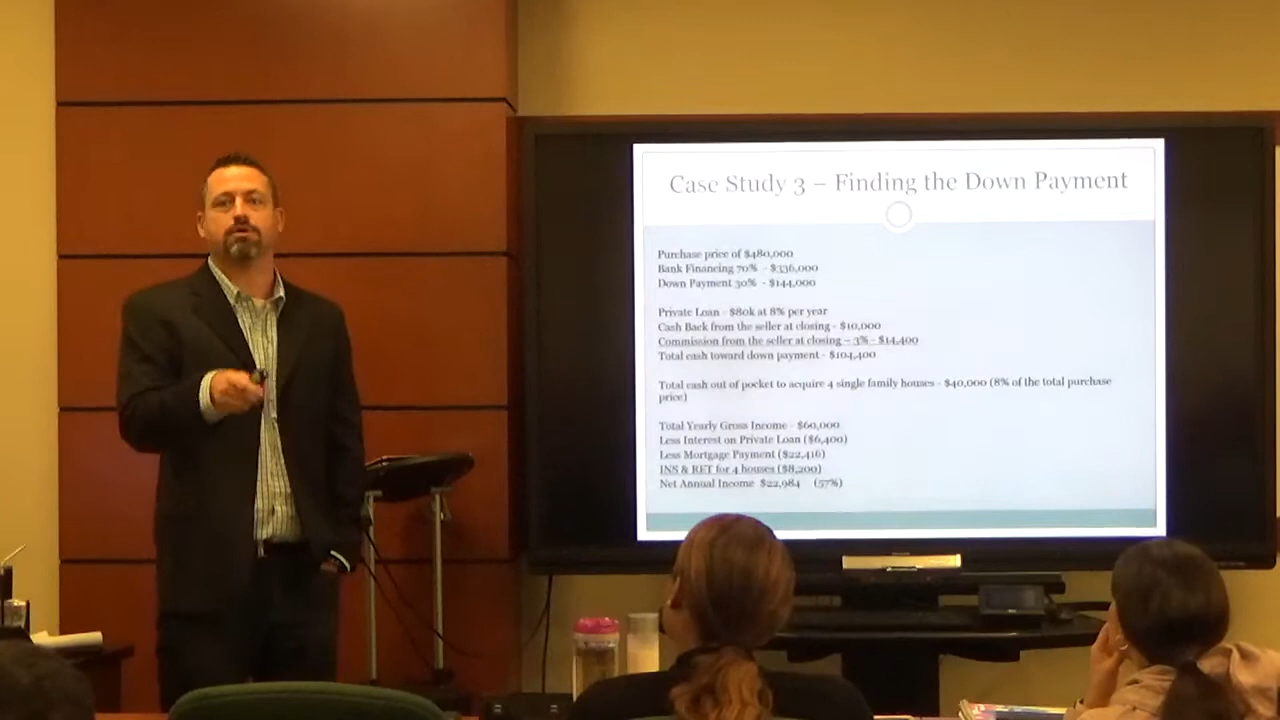 Case Study 3 – Finding the Down Payment
Purchase price of $480,000
Bank Financing 70% - $336,000
Down Payment 30% - $144,000
Private Loan - $80k at 8% per year
Cash Back from the seller at closing - $10,000
Commission from the seller at closing – 3% - $14,400
Total cash toward down payment - $104,400
Total cash out of pocket to acquire 4 single family houses - $40,000 (8% of the total purchase
price)
Total Yearly Gross Income - $60,000
Less Interest on Private Loan ($6,400)
Less Mortgage Payment ($22,416)
INS & RET for 4 houses ($8,200)
Net Annual Income $22,984 (57%)